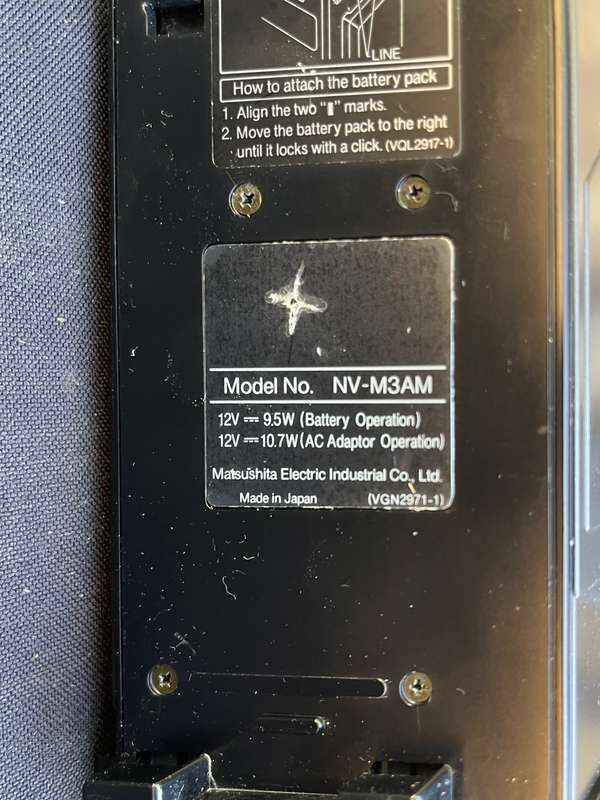 LINE
How to attach the battery pack
1. Align the two "▮" marks.
2. Move the battery pack to the right
until it locks with a click. (VQL2917-1)
Model No. NV-M3AM
12V ⎓ 9.5W (Battery Operation)
12V ⎓ 10.7W (AC Adaptor Operation)
Matsushita Electric Industrial Co., Ltd.
Made in Japan (VGN2971-1)